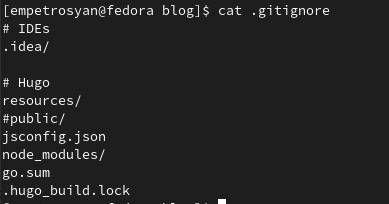 [empetrosyan@fedora blog]$ cat .gitignore
# IDEs
.idea/

# Hugo
resources/
#public/
jsconfig.json
node_modules/
go.sum
.hugo_build.lock